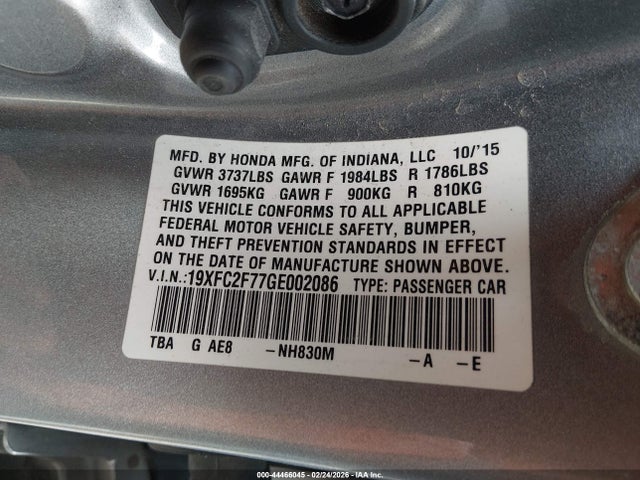 MFD. BY HONDA MFG. OF INDIANA, LLC 10/'15
GVWR 3737LBS GAWR F 1984LBS R 1786LBS
GVWR 1695KG GAWR F 900KG R 810KG
THIS VEHICLE CONFORMS TO ALL APPLICABLE
FEDERAL MOTOR VEHICLE SAFETY, BUMPER,
AND THEFT PREVENTION STANDARDS IN EFFECT
ON THE DATE OF MANUFACTURE SHOWN ABOVE.
V.I.N.:19XFC2F77GE002086 TYPE: PASSENGER CAR
TBA G AE8 -NH830M -A -E
000-44466045 - 02/24/2026 - IAA Inc.